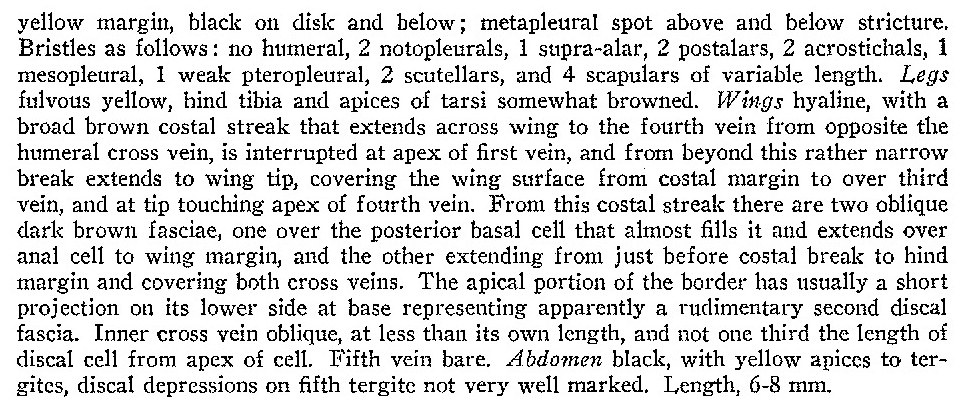 yellow margin, black on disk and below; metapleural spot above and below stricture.
Bristles as follows: no humeral, 2 notopleurals, 1 supra-alar, 2 postalars, 2 acrostichals, 1
mesopleural, 1 weak pteropleural, 2 scutellars, and 4 scapulars of variable length. Legs
fulvous yellow, hind tibia and apices of tarsi somewhat browned. Wings hyaline, with a
broad brown costal streak that extends across wing to the fourth vein from opposite the
humeral cross vein, is interrupted at apex of first vein, and from beyond this rather narrow
break extends to wing tip, covering the wing surface from costal margin to over third
vein, and at tip touching apex of fourth vein. From this costal streak there are two oblique
dark brown fasciae, one over the posterior basal cell that almost fills it and extends over
anal cell to wing margin, and the other extending from just before costal break to hind
margin and covering both cross veins. The apical portion of the border has usually a short
projection on its lower side at base representing apparently a rudimentary second discal
fascia. Inner cross vein oblique, at less than its own length, and not one third the length of
discal cell from apex of cell. Fifth vein bare. Abdomen black, with yellow apices to ter-
gites, discal depressions on fifth tergite not very well marked. Length, 6-8 mm.